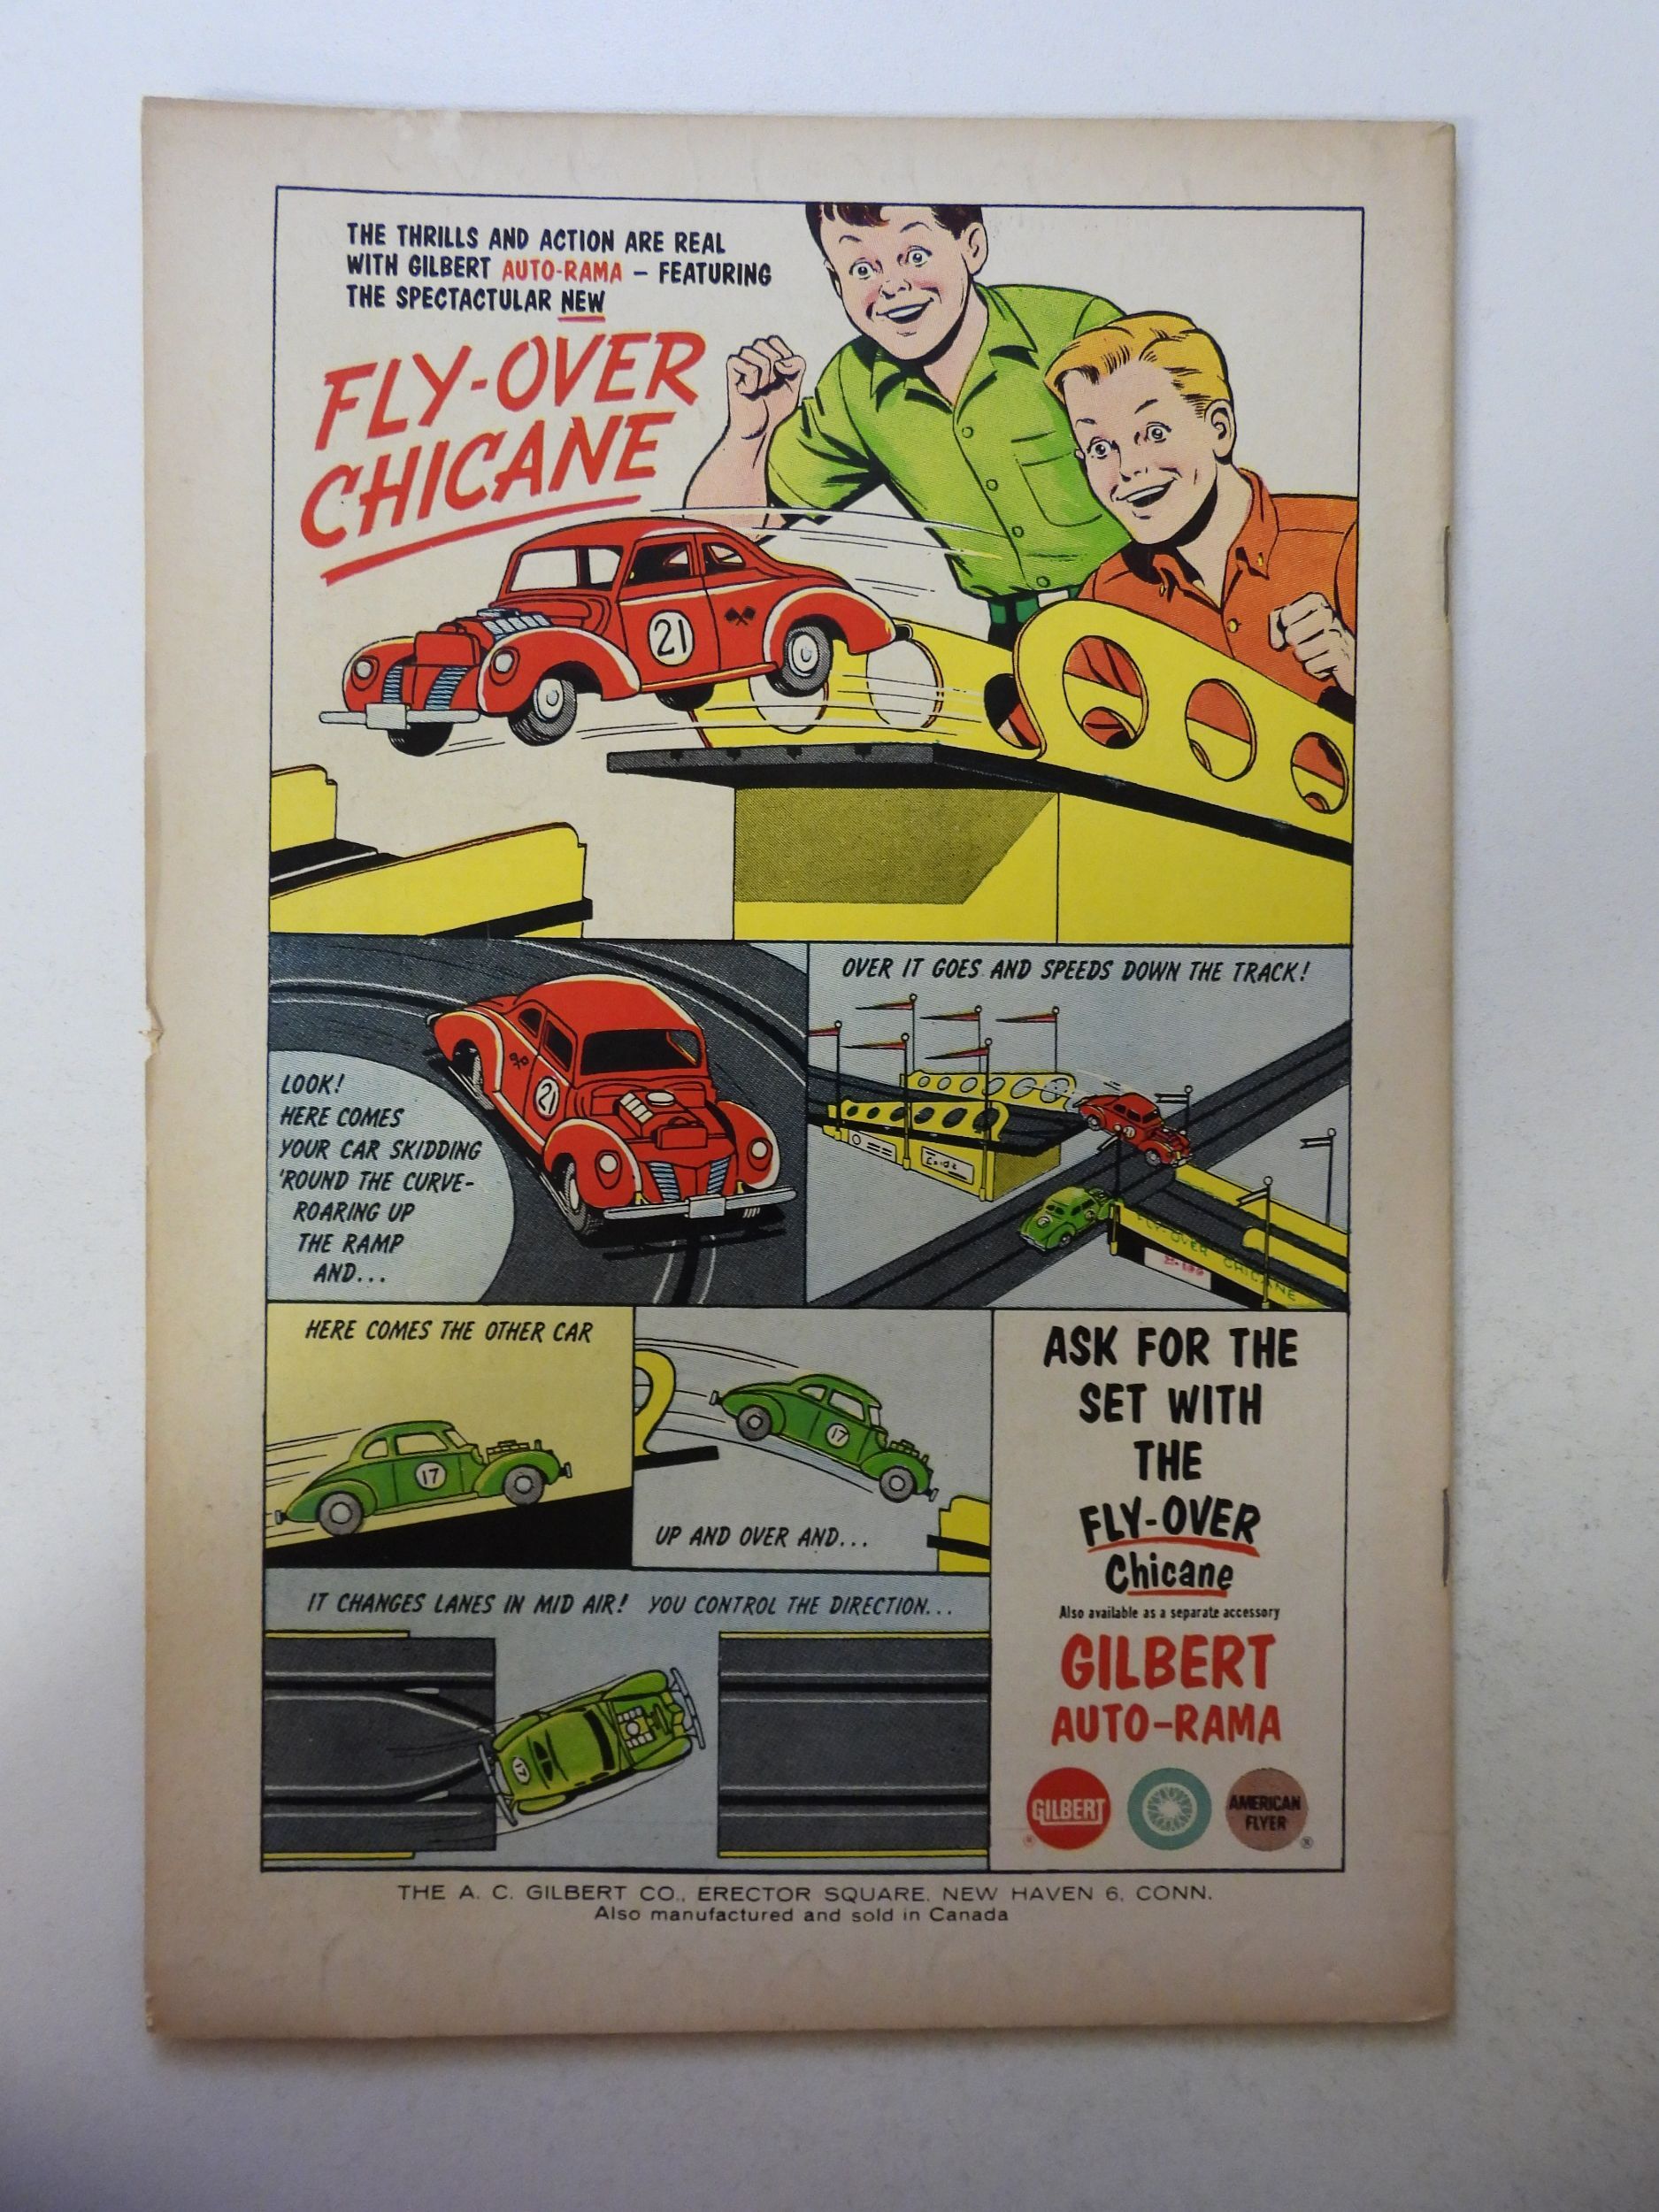 THE THRILLS AND ACTION ARE REAL
WITH GILBERT AUTO-RAMA – FEATURING
THE SPECTACTULAR NEW
FLY-OVER
CHICANE
21
LOOK!
HERE COMES
YOUR CAR SKIDDING
'ROUND THE CURVE-
ROARING UP
THE RAMP
AND...
21
OVER IT GOES AND SPEEDS DOWN THE TRACK!
FLY-OVER CHICANE
HERE COMES THE OTHER CAR
17
17
UP AND OVER AND...
IT CHANGES LANES IN MID AIR! YOU CONTROL THE DIRECTION...
17
ASK FOR THE
SET WITH
THE
FLY-OVER
Chicane
Also available as a separate accessory
GILBERT
AUTO-RAMA
GILBERT
®
AMERICAN
FLYER
®
THE A. C. GILBERT CO., ERECTOR SQUARE, NEW HAVEN 6, CONN.
Also manufactured and sold in Canada